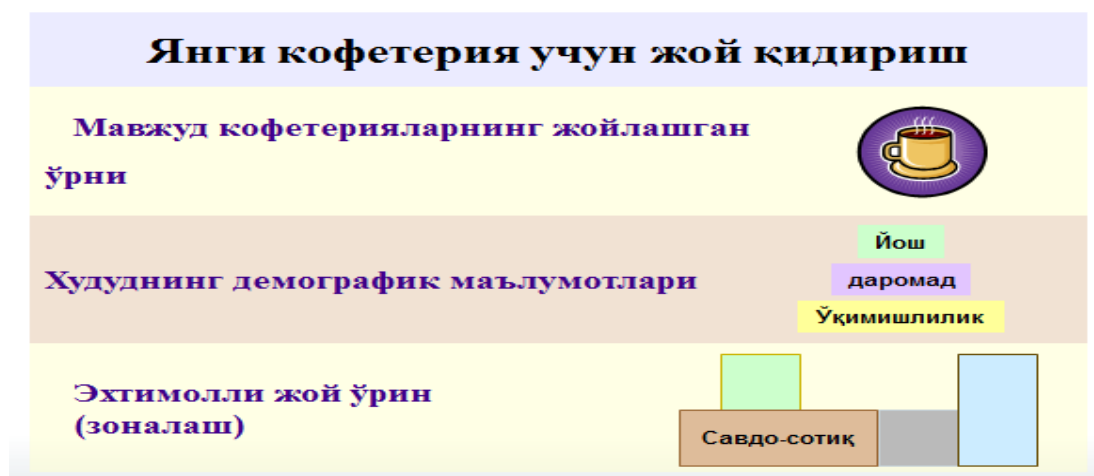 Янги кофетерия учун жой қидириш
Мавжуд кофетерияларнинг жойлашган
ўрни
Йош
Худуднинг демографик маълумотлари
даромад
Ўқимишлилик
Эхтимолли жой ўрин
(зоналаш)
Савдо-сотиқ